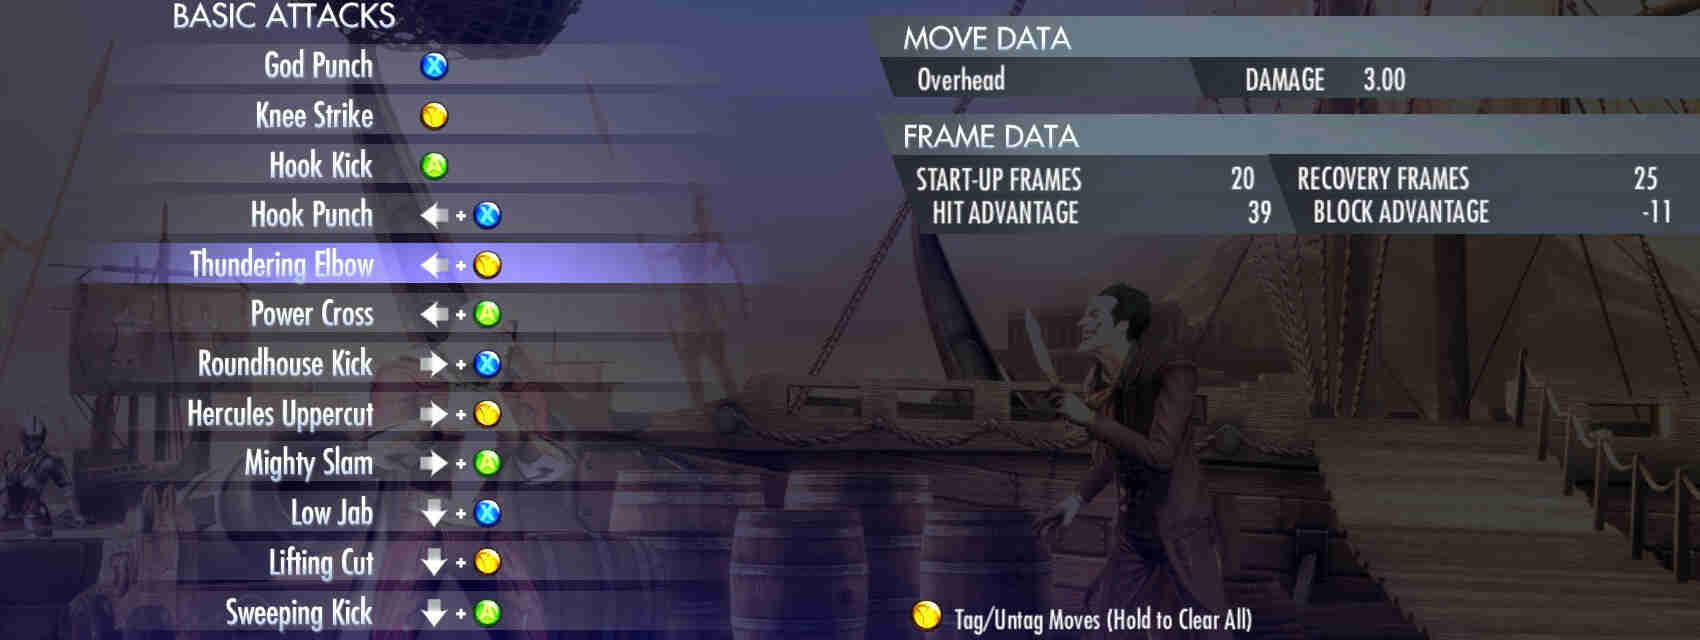 BASIC ATTACKS
God Punch X
Knee Strike Y
Hook Kick A
Hook Punch + X
Thundering Elbow + Y
Power Cross + A
Roundhouse Kick + X
Hercules Uppercut + Y
Mighty Slam + A
Low Jab + X
Lifting Cut + Y
Sweeping Kick + A
MOVE DATA
Overhead DAMAGE 3.00
FRAME DATA
START-UP FRAMES 20 RECOVERY FRAMES 25
HIT ADVANTAGE 39 BLOCK ADVANTAGE -11
Y Tag/Untag Moves (Hold to Clear All)